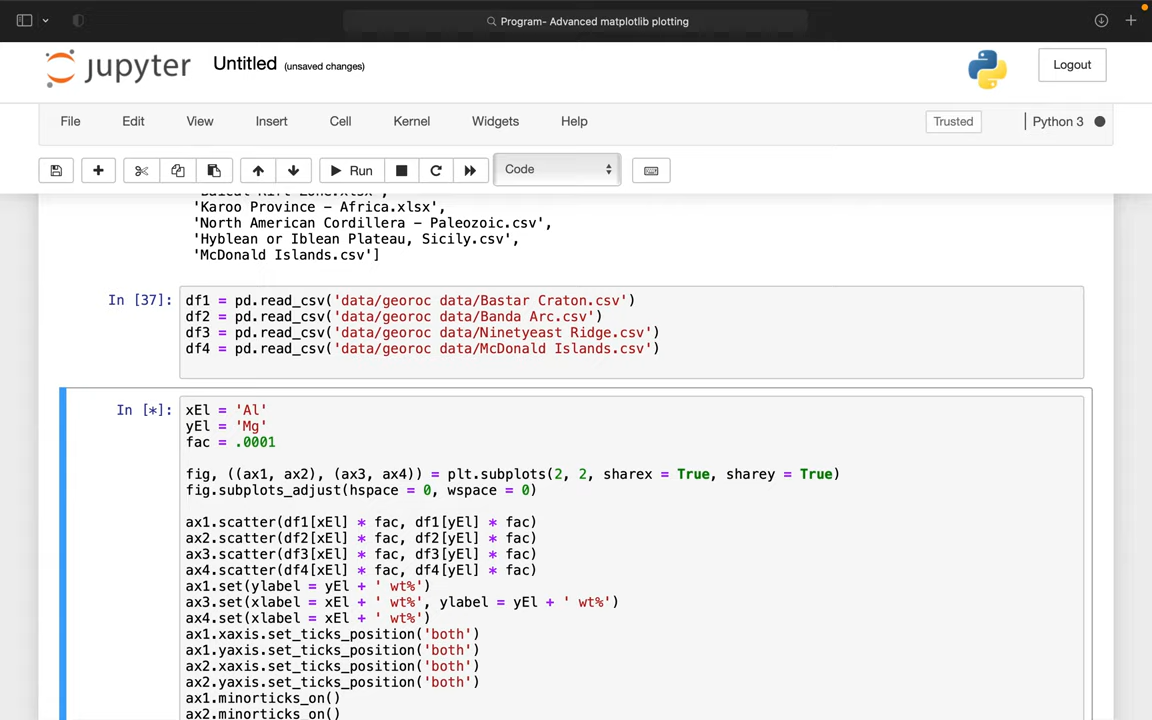 Program- Advanced matplotlib plotting
jupyter Untitled (unsaved changes)
Logout
File Edit View Insert Cell Kernel Widgets Help
Trusted
Python 3
Run
Code
'Karoo Province - Africa.xlsx',
'North American Cordillera - Paleozoic.csv',
'Hyblean or Iblean Plateau, Sicily.csv',
'McDonald Islands.csv']
In [37]:
df1 = pd.read_csv('data/georoc data/Bastar Craton.csv')
df2 = pd.read_csv('data/georoc data/Banda Arc.csv')
df3 = pd.read_csv('data/georoc data/Ninetyeast Ridge.csv')
df4 = pd.read_csv('data/georoc data/McDonald Islands.csv')
In [*]:
xEl = 'Al'
yEl = 'Mg'
fac = .0001
fig, ((ax1, ax2), (ax3, ax4)) = plt.subplots(2, 2, sharex = True, sharey = True)
fig.subplots_adjust(hspace = 0, wspace = 0)
ax1.scatter(df1[xEl] * fac, df1[yEl] * fac)
ax2.scatter(df2[xEl] * fac, df2[yEl] * fac)
ax3.scatter(df3[xEl] * fac, df3[yEl] * fac)
ax4.scatter(df4[xEl] * fac, df4[yEl] * fac)
ax1.set(ylabel = yEl + ' wt%')
ax3.set(xlabel = xEl + ' wt%', ylabel = yEl + ' wt%')
ax4.set(xlabel = xEl + ' wt%')
ax1.xaxis.set_ticks_position('both')
ax1.yaxis.set_ticks_position('both')
ax2.xaxis.set_ticks_position('both')
ax2.yaxis.set_ticks_position('both')
ax1.minorticks_on()
ax2.minorticks_on()